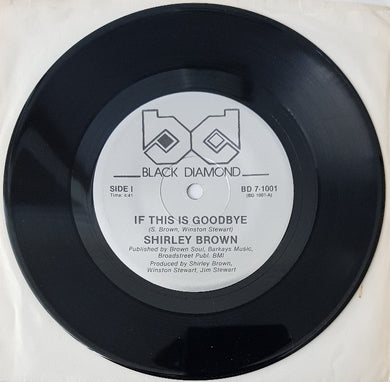 bd
BLACK DIAMOND
SIDE I
Time: 4:41
BD 7-1001
(BD 1001-A)
IF THIS IS GOODBYE
(S. Brown, Winston Stewart)
SHIRLEY BROWN
Published by Brown Soul, Barkays Music,
Broadstreet Publ. BMI
Produced by Shirley Brown,
Winston Stewart, Jim Stewart